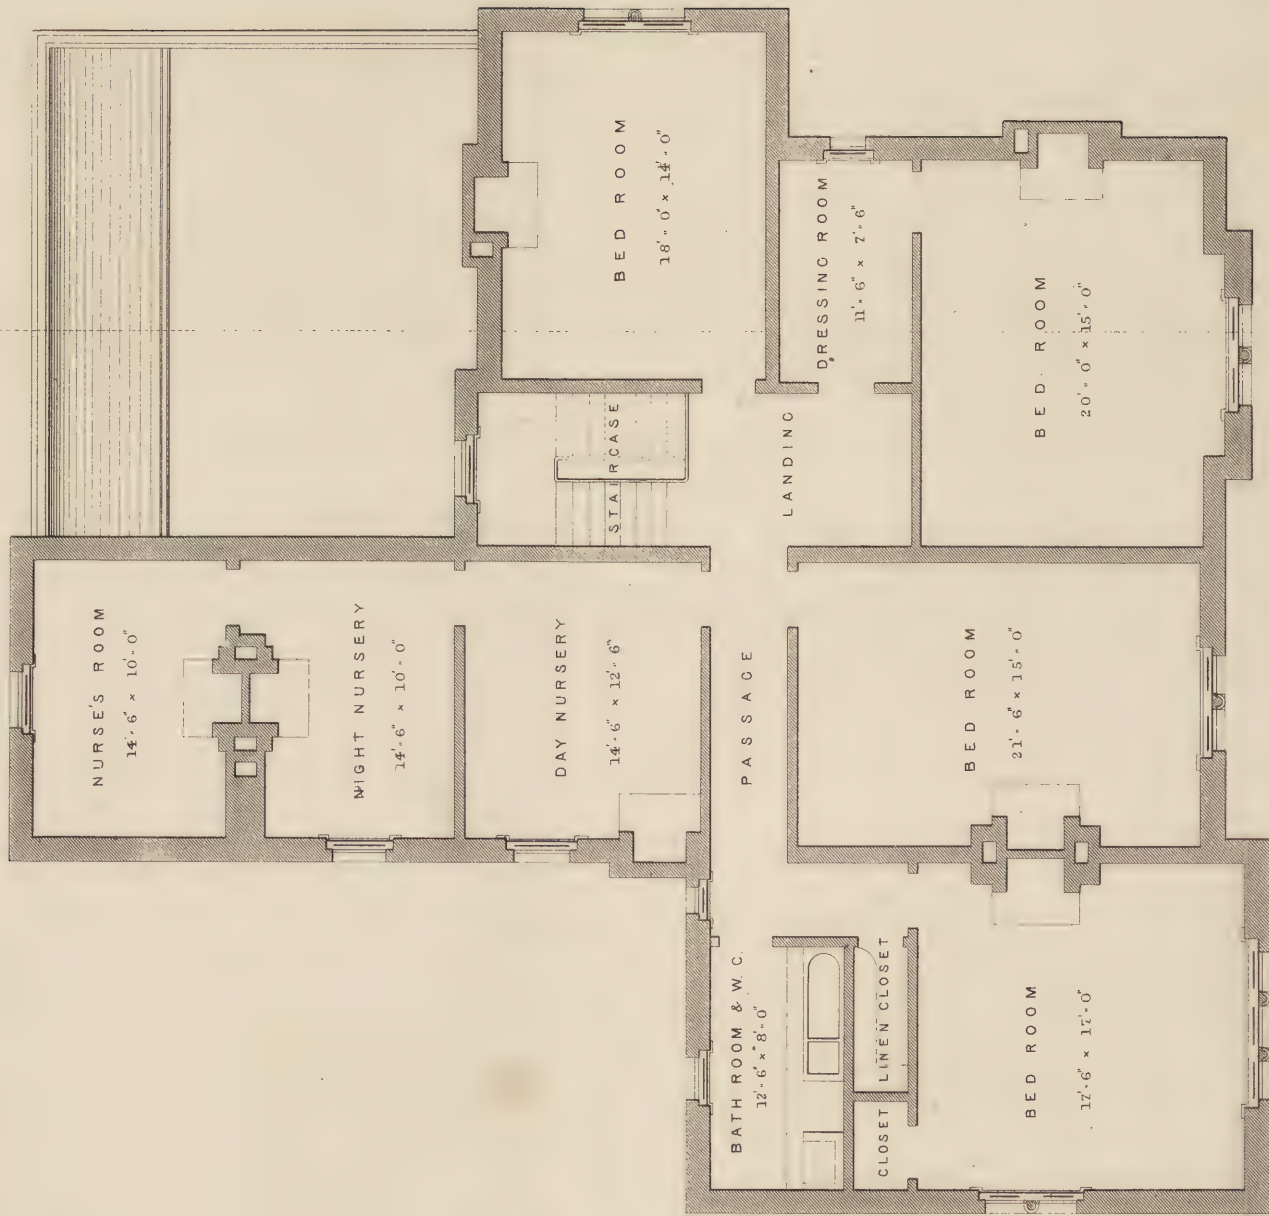 NURSE'S ROOM
14'-6" × 10'-0"
NIGHT NURSERY
14'-6" × 10'-0"
DAY NURSERY
14'-6" × 12'-6"
BED ROOM
18'-0" × 14'-0"
STAIRCASE
DRESSING ROOM
11'-6" × 7'-6"
LANDING
BED ROOM
20'-0" × 15'-0"
PASSAGE
BED ROOM
21'-6" × 15'-0"
BATH ROOM & W.C.
12'-6" × 8'-0"
LINEN CLOSET
CLOSET
BED ROOM
17'-6" × 17'-0"